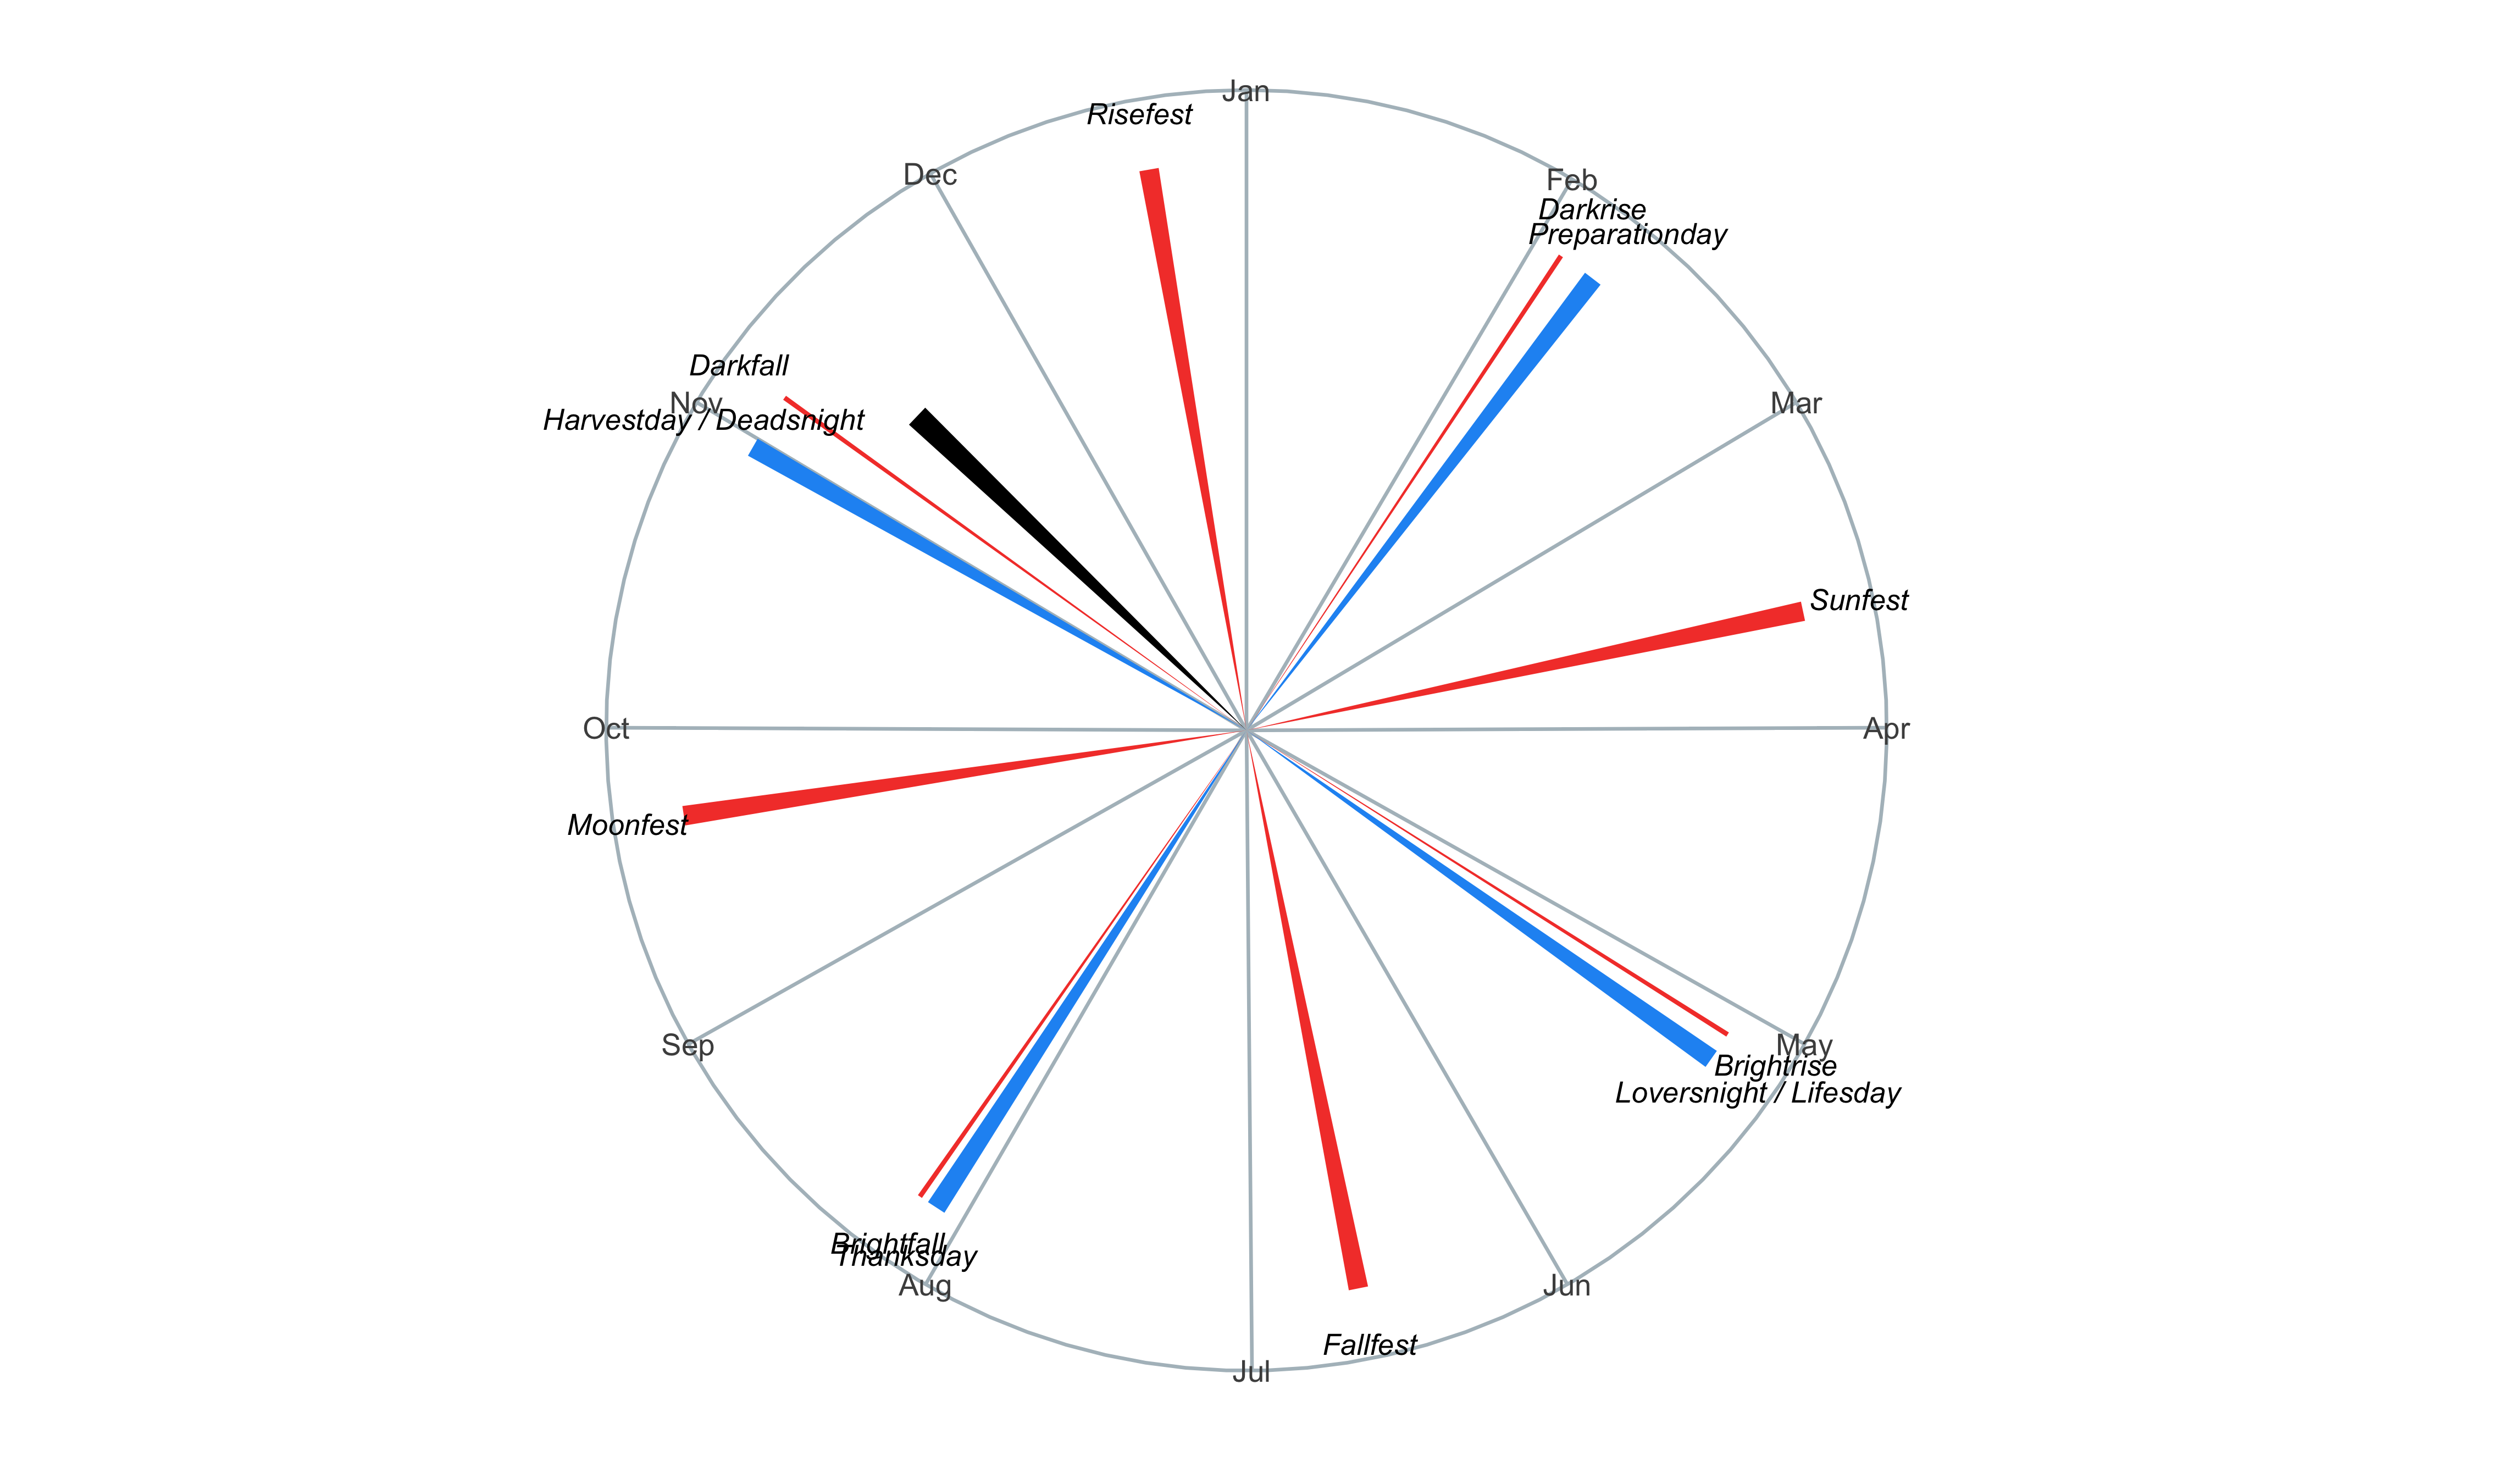 Jan
Risefest
Dec
Feb
Darkrise
Preparationday
Darkfall
Nov
Mar
Harvestday / Deadsnight
Sunfest
Oct
Apr
Moonfest
Sep
May
Brightrise
Loversnight / Lifesday
Brightfall
Thanksday
Aug
Jun
Fallfest
Jul